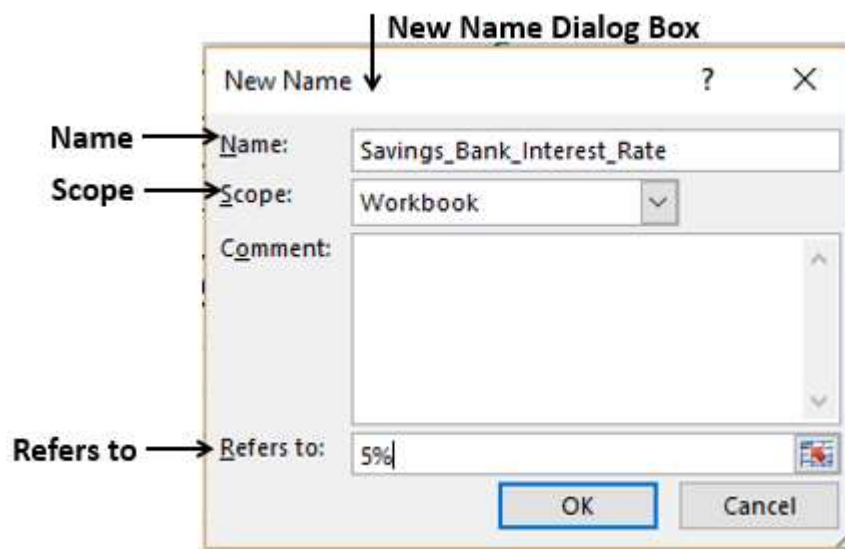 New Name Dialog Box
New Name ? X
Name Name: Savings_Bank_Interest_Rate
Scope Scope: Workbook
Comment:
Refers to Refers to: 5%
OK Cancel